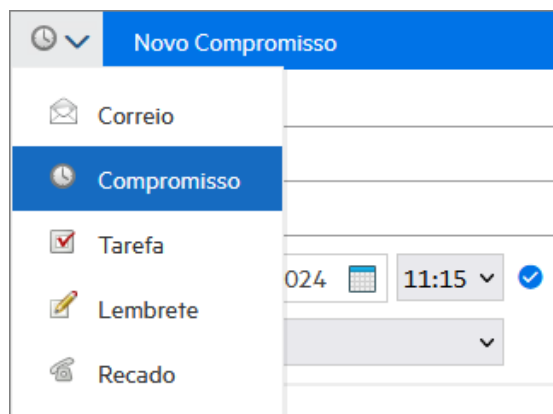 Novo Compromisso
Correio
Compromisso
Tarefa
024 11:15
Lembrete
Recado